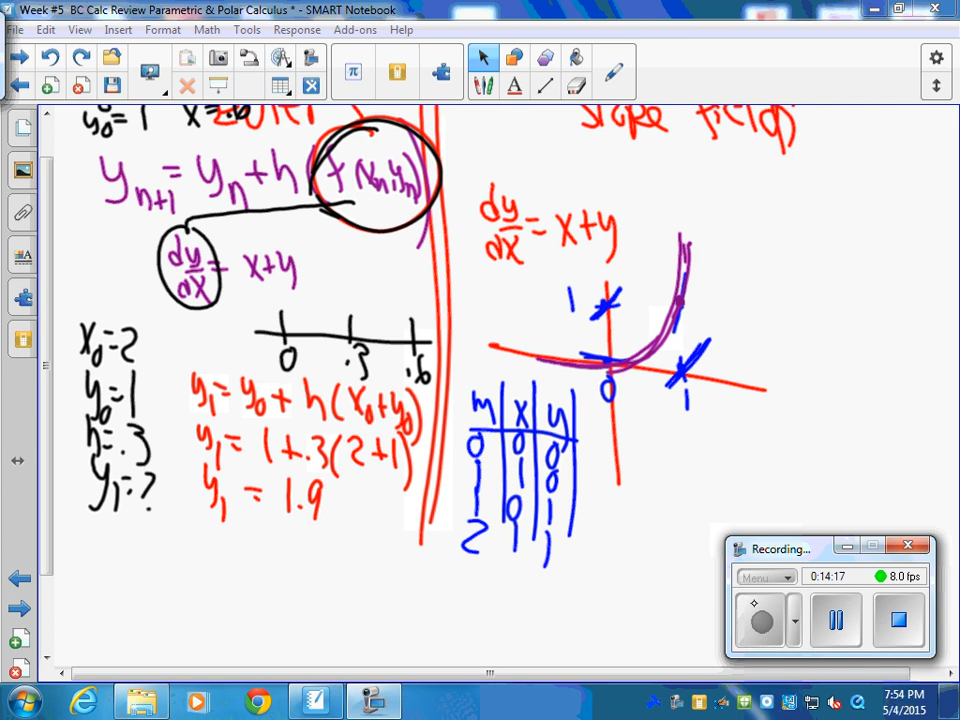 Week #5 BC Calc Review Parametric & Polar Calculus * - SMART Notebook
File Edit View Insert Format Math Tools Response Add-ons Help
y₀ = 1
slope field
yₙ₊₁ = yₙ + h (f(xₙ, yₙ))
dy/dx = x+y
x₀ = 2
y₀ = 1
h = .3
y₁ = ?
0 .3 .6
y₁ = y₀ + h (x₀ + y₀)
y₁ = 1 + .3 (2 + 1)
y₁ = 1.9
dy/dx = x+y
1
0
1
m x y
0 0 0
1 1 0
1 0 1
2 1 1
Recording...
Menu 0:14:17 8.0 fps
7:54 PM
5/4/2015